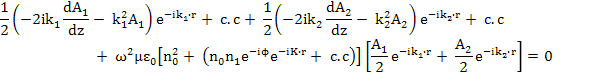 1/2(-2ik₁ dA₁/dz - k₁²A₁) e^(-ik₁·r) + c.c + 1/2(-2ik₂ dA₂/dz - k₂²A₂) e^(-ik₂·r) + c.c
+ ω²με₀[n₀² + (n₀n₁e^(-iϕ)e^(-iK·r) + c.c)] [A₁/2 e^(-ik₁·r) + A₂/2 e^(-ik₂·r)] = 0